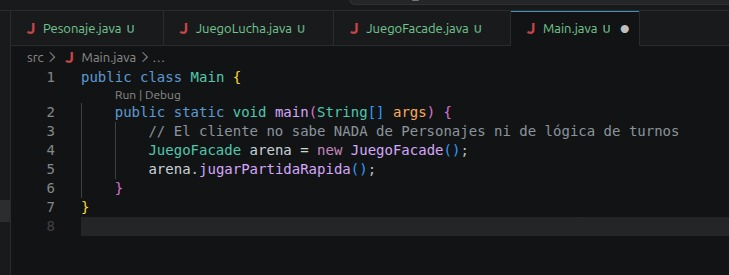 Pesonaje.java U
JuegoLucha.java U
JuegoFacade.java U
Main.java U
src > Main.java > ...
1 public class Main {
Run | Debug
2 public static void main(String[] args) {
3 // El cliente no sabe NADA de Personajes ni de lógica de turnos
4 JuegoFacade arena = new JuegoFacade();
5 arena.jugarPartidaRapida();
6 }
7 }
8